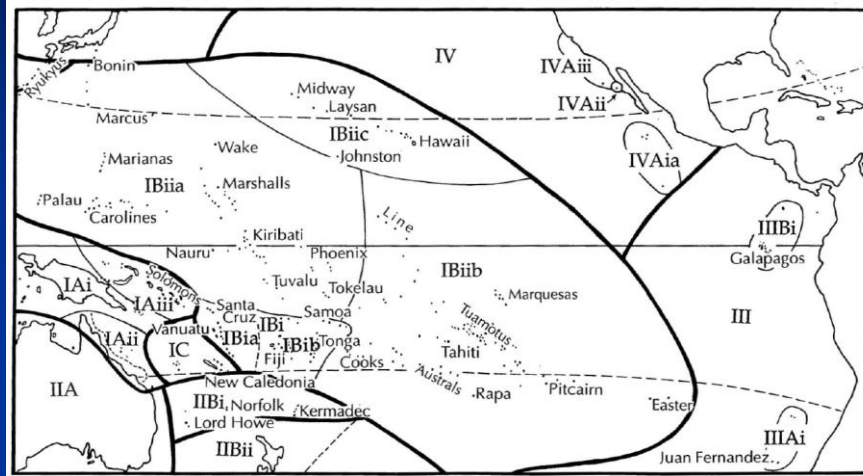 IV
IVAiii
Ryukyus
Bonin
Midway
Laysan
IVAii
Marcus
IBiic
Hawaii
Wake
Johnston
IVAia
Marianas
IBiia
Marshalls
Palau
Carolines
Line
IIIBi
Kiribati
Galapagos
Nauru
Phoenix
IBiib
IAi
Solomons
Tuvalu
Tokelau
Marquesas
IAiii
Santa
Cruz
Samoa
III
Tuamotus
Vanuatu
IBi
IAii
IC
IBia
IBib
Tonga
Tahiti
Fiji
Cooks
New Caledonia
Australs
Rapa
Pitcairn
IIA
IIBi
Norfolk
Kermadec
Easter
Lord Howe
IIIAi
IIBii
Juan Fernandez